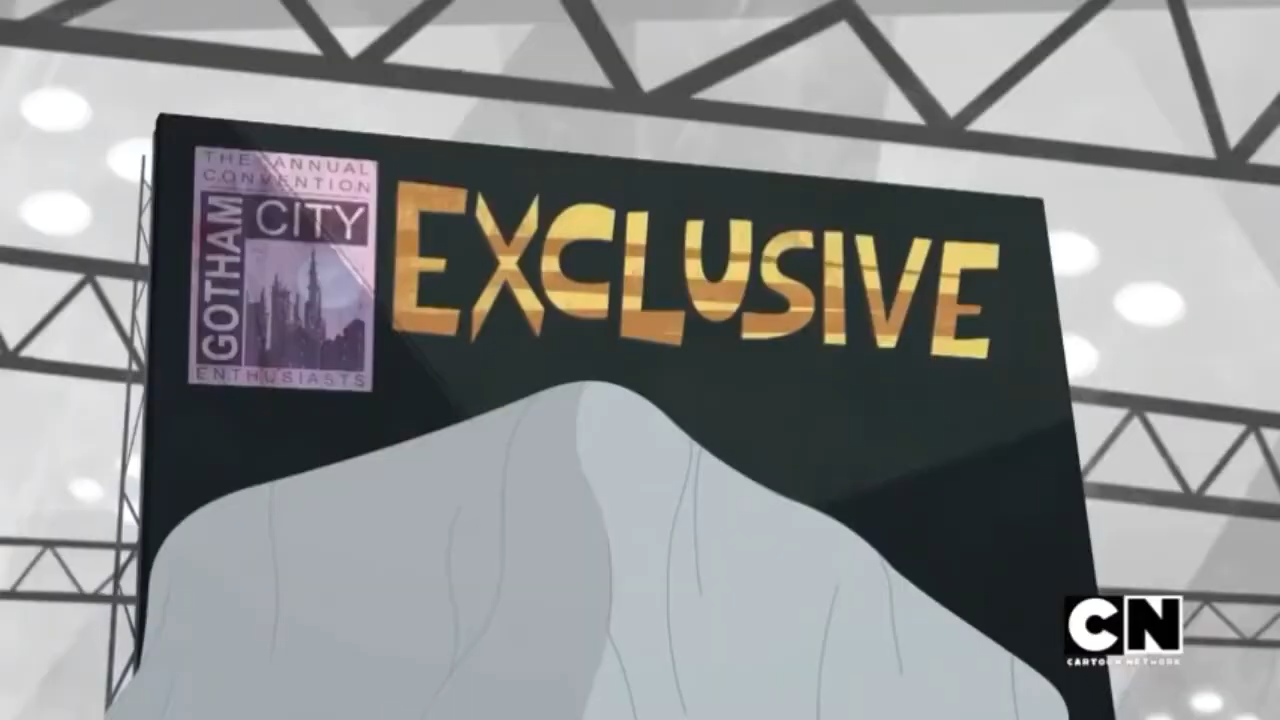 THE ANNUAL
CONVENTION
GOTHAM
CITY
ENTHUSIASTS
EXCLUSIVE
CN
CARTOON NETWORK